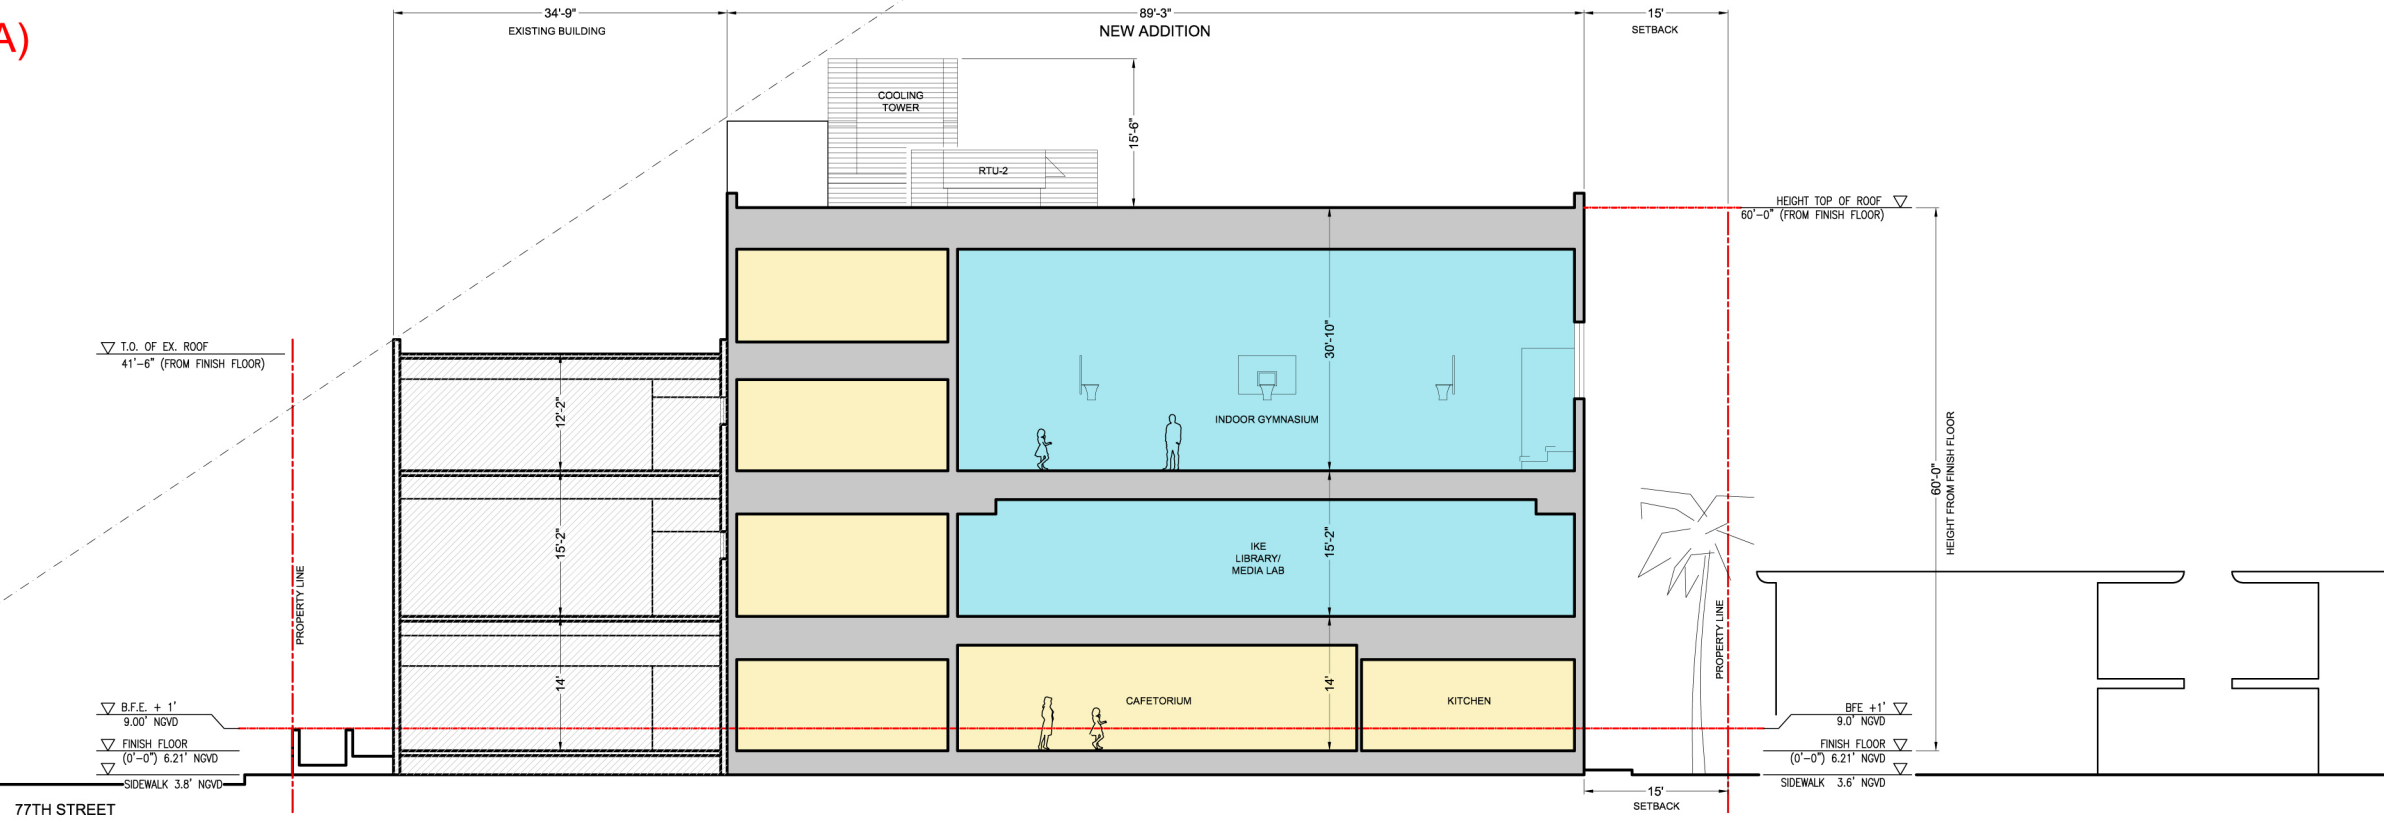 A)
34'-9"
EXISTING BUILDING
89'-3"
NEW ADDITION
15'
SETBACK
COOLING
TOWER
15'-6"
RTU-2
HEIGHT TOP OF ROOF
60'-0" (FROM FINISH FLOOR)
T.O. OF EX. ROOF
41'-6" (FROM FINISH FLOOR)
12'-2"
30'-10"
INDOOR GYMNASIUM
60'-0"
HEIGHT FROM FINISH FLOOR
15'-2"
IKE
LIBRARY/
MEDIA LAB
15'-2"
PROPERTY LINE
PROPERTY LINE
14'
CAFETORIUM
14'
KITCHEN
B.F.E. + 1'
9.00' NGVD
FINISH FLOOR
(0'-0") 6.21' NGVD
SIDEWALK 3.8' NGVD
BFE +1'
9.0' NGVD
FINISH FLOOR
(0'-0") 6.21' NGVD
SIDEWALK 3.6' NGVD
15'
SETBACK
77TH STREET